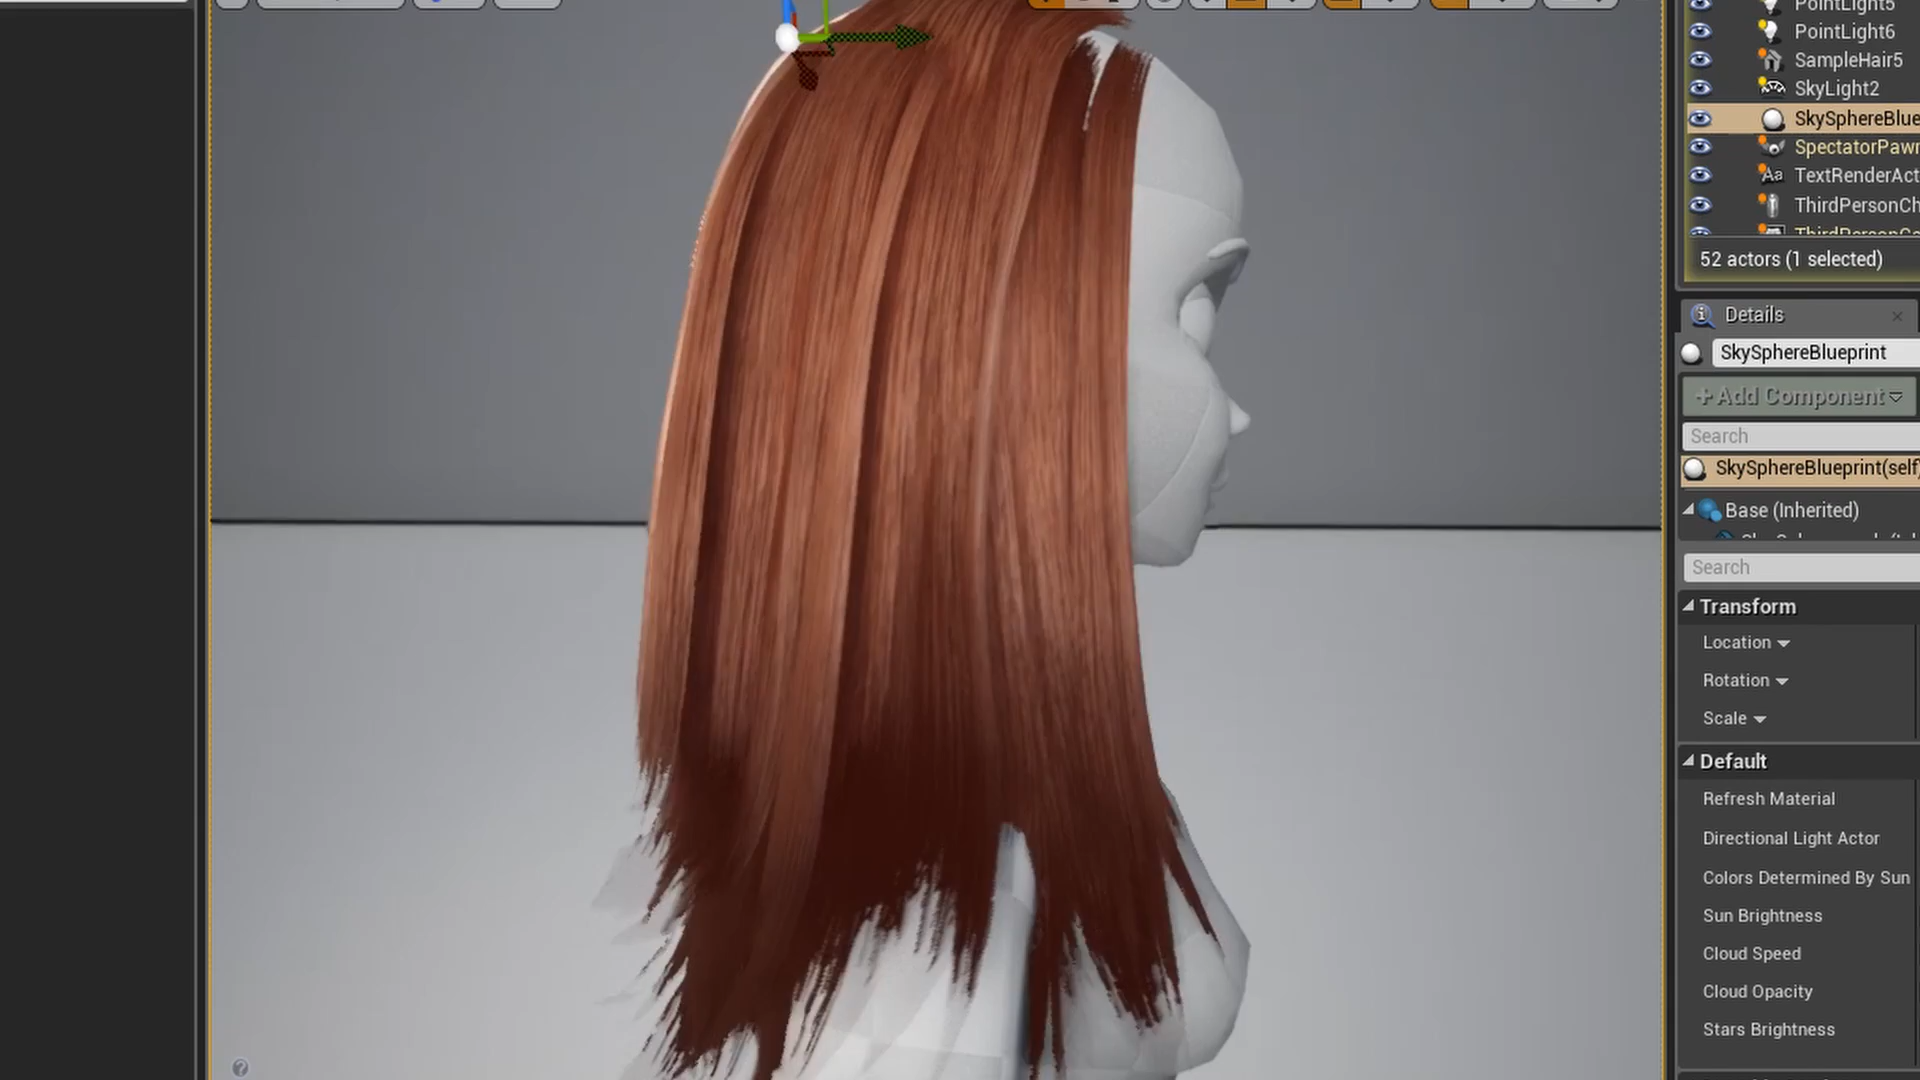 PointLight5
PointLight6
SampleHair5
SkyLight2
SkySphereBlue
SpectatorPawn
Aa
TextRenderAct
ThirdPersonCh
52 actors (1 selected)
Details
SkySphereBlueprint
+ Add Component
Search
SkySphereBlueprint(self)
Base (Inherited)
Search
Transform
Location
Rotation
Scale
Default
Refresh Material
Directional Light Actor
Colors Determined By Sun
Sun Brightness
Cloud Speed
Cloud Opacity
Stars Brightness